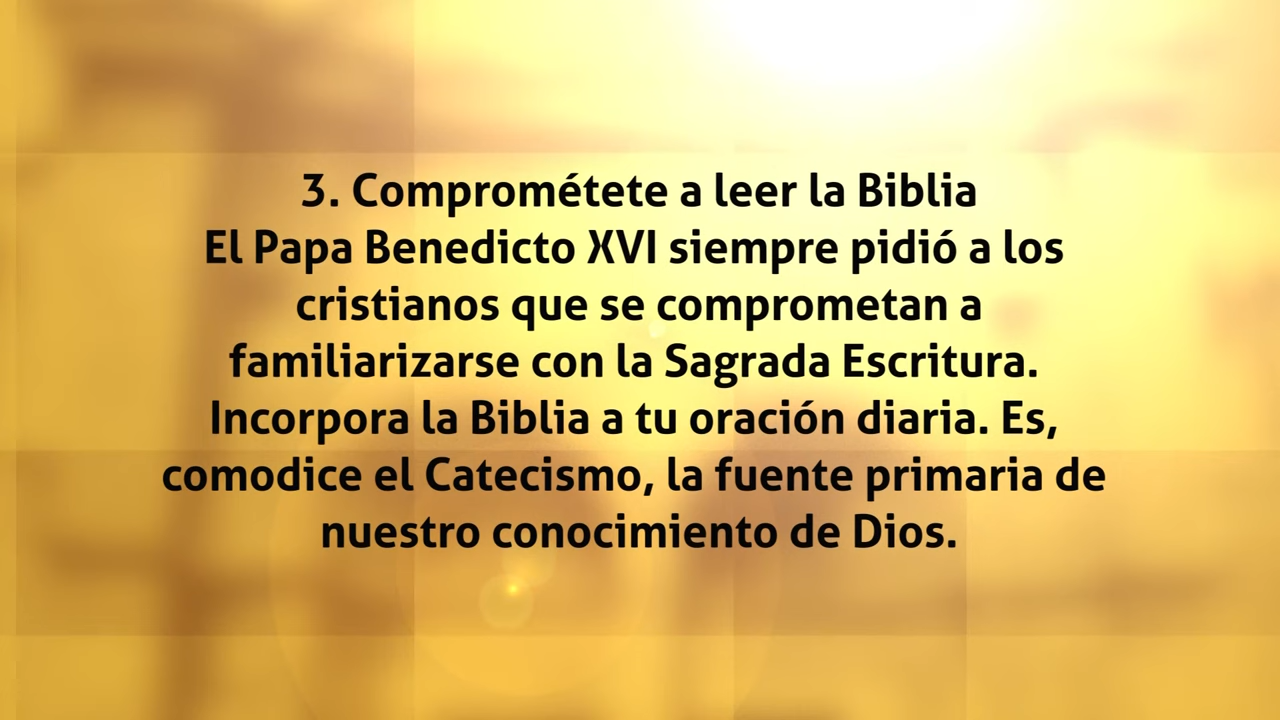 3. Comprométete a leer la Biblia
El Papa Benedicto XVI siempre pidió a los
cristianos que se comprometan a
familiarizarse con la Sagrada Escritura.
Incorpora la Biblia a tu oración diaria. Es,
comodice el Catecismo, la fuente primaria de
nuestro conocimiento de Dios.